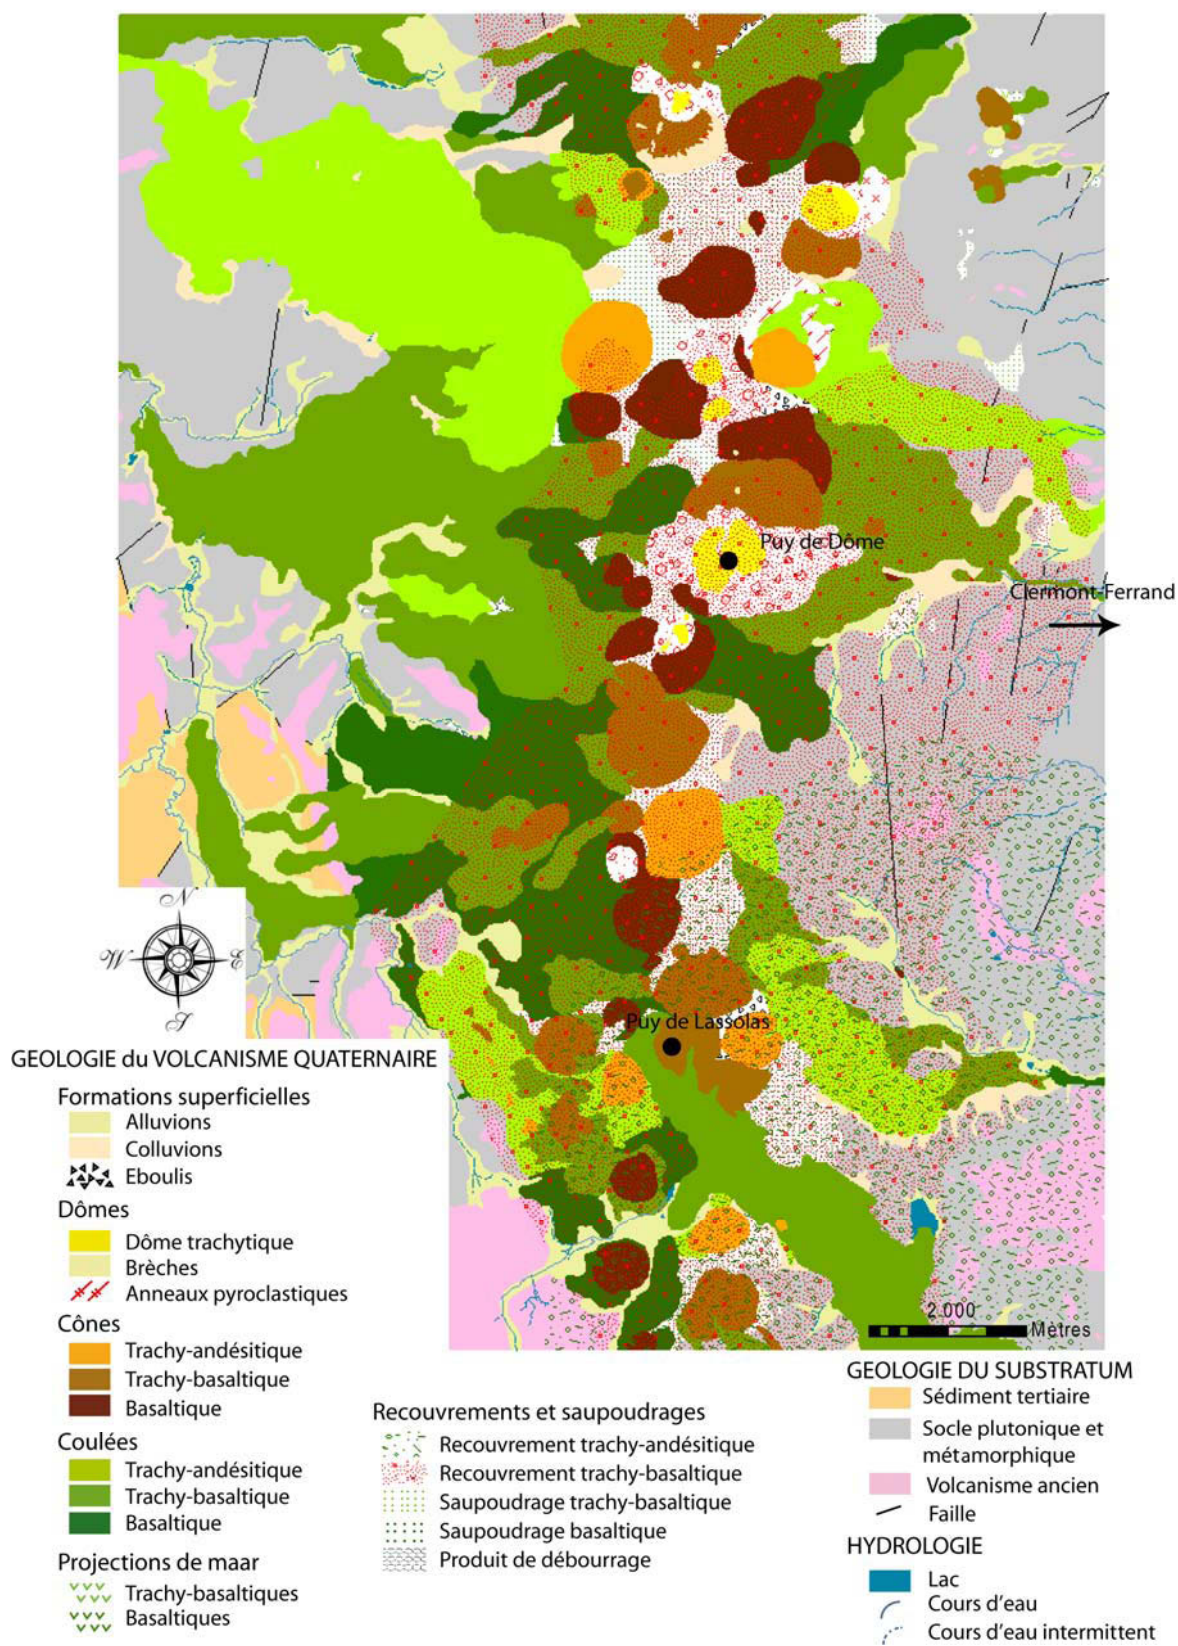 Puy de Dôme
Clermont-Ferrand
N
W
E
S
Puy de Lassolas
2 000
Mètres
GEOLOGIE du VOLCANISME QUATERNAIRE
Formations superficielles
Alluvions
Colluvions
Eboulis
Dômes
Dôme trachytique
Brèches
Anneaux pyroclastiques
Cônes
Trachy-andésitique
Trachy-basaltique
Basaltique
Coulées
Trachy-andésitique
Trachy-basaltique
Basaltique
Projections de maar
Trachy-basaltiques
Basaltiques
Recouvrements et saupoudrages
Recouvrement trachy-andésitique
Recouvrement trachy-basaltique
Saupoudrage trachy-basaltique
Saupoudrage basaltique
Produit de débourrage
GEOLOGIE DU SUBSTRATUM
Sédiment tertiaire
Socle plutonique et
métamorphique
Volcanisme ancien
Faille
HYDROLOGIE
Lac
Cours d'eau
Cours d'eau intermittent